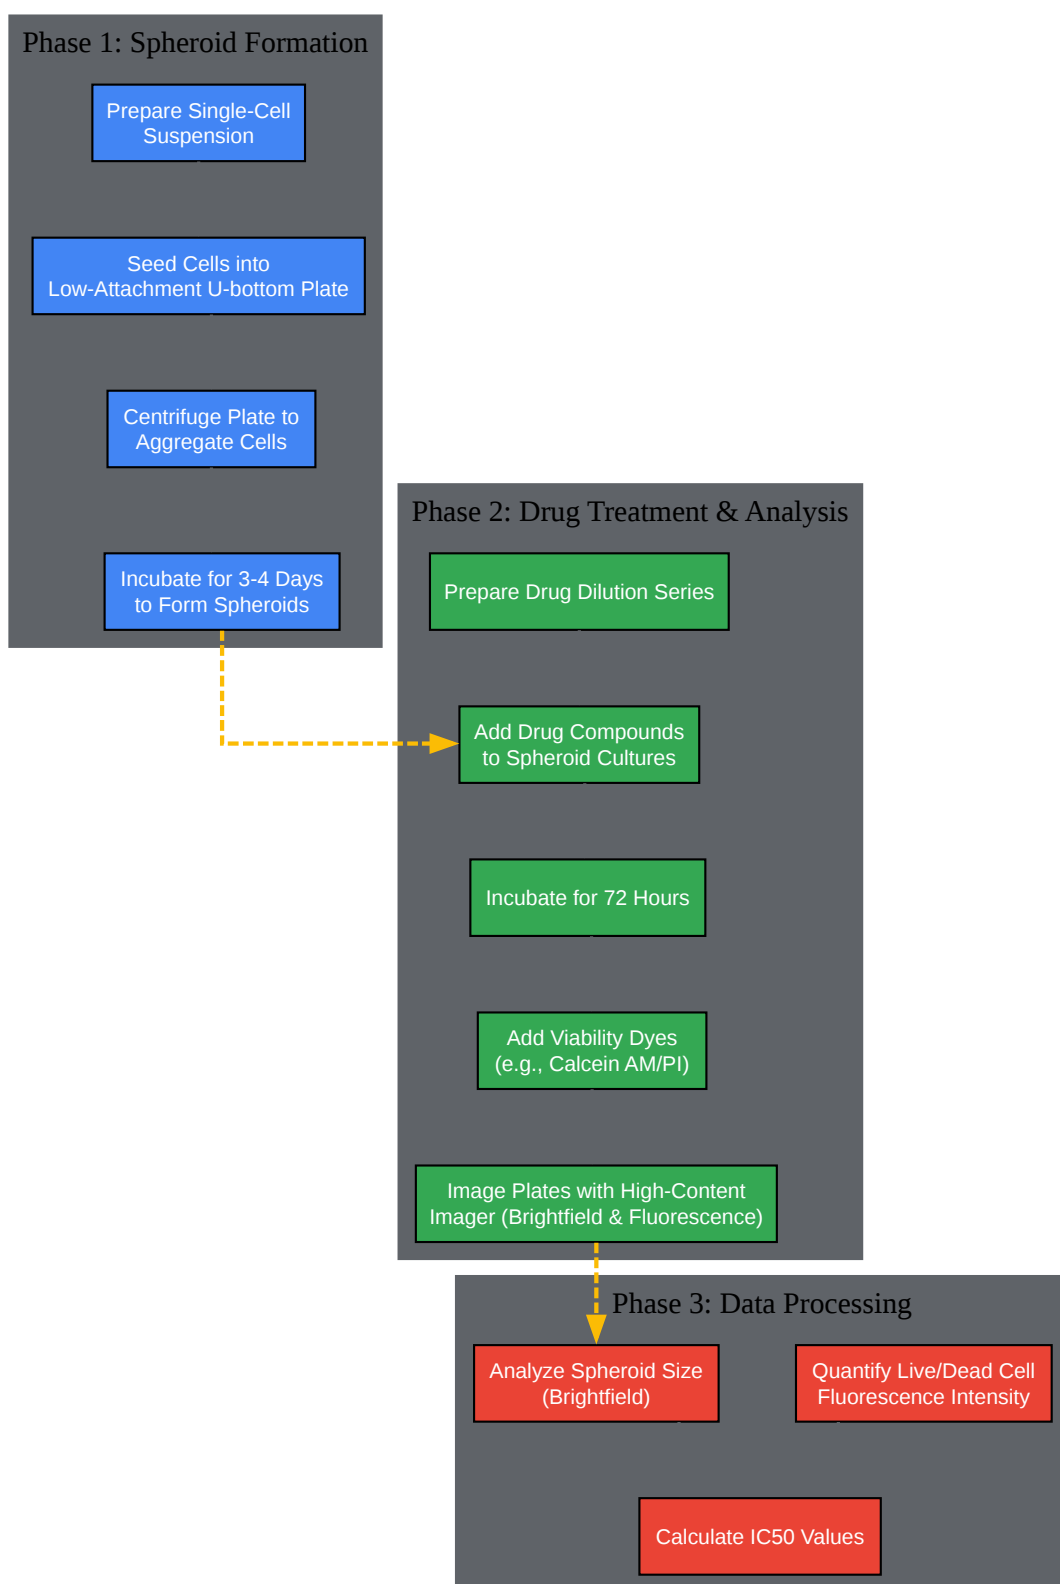 Phase 1: Spheroid Formation
Prepare Single-Cell
Suspension
Seed Cells into
Low-Attachment U-bottom Plate
Centrifuge Plate to
Aggregate Cells
Incubate for 3-4 Days
to Form Spheroids
Phase 2: Drug Treatment & Analysis
Prepare Drug Dilution Series
Add Drug Compounds
to Spheroid Cultures
Incubate for 72 Hours
Add Viability Dyes
(e.g., Calcein AM/PI)
Image Plates with High-Content
Imager (Brightfield & Fluorescence)
Phase 3: Data Processing
Analyze Spheroid Size
(Brightfield)
Quantify Live/Dead Cell
Fluorescence Intensity
Calculate IC50 Values